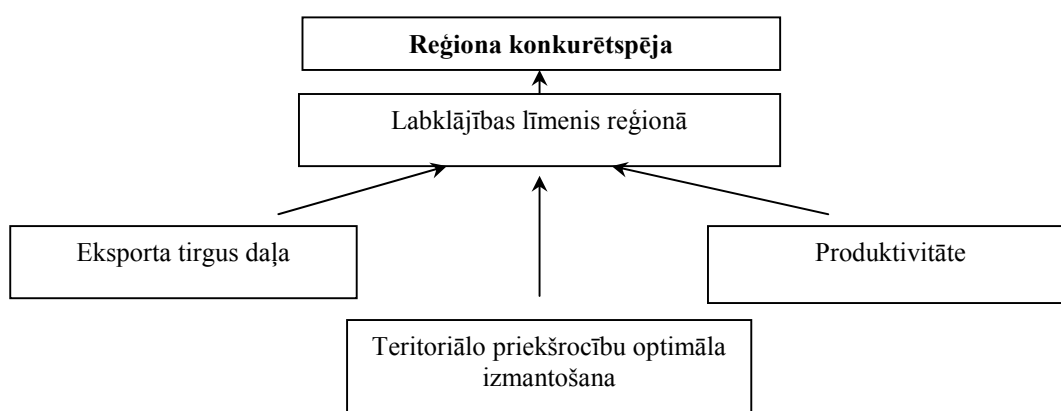 Reģiona konkurētspēja
Labklājības līmenis reģionā
Eksporta tirgus daļa
Produktivitāte
Teritoriālo priekšrocību optimāla
izmantošana